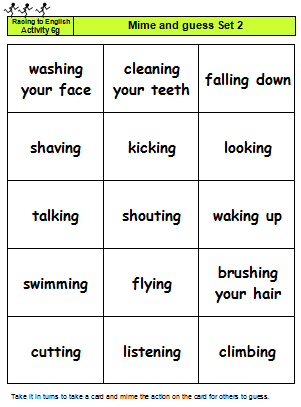 Racing to English
Activity 6g
Mime and guess Set 2
washing
your face
cleaning
your teeth
falling down
shaving
kicking
looking
talking
shouting
waking up
swimming
flying
brushing
your hair
cutting
listening
climbing
Take it in turns to take a card and mime the action on the card for others to guess.